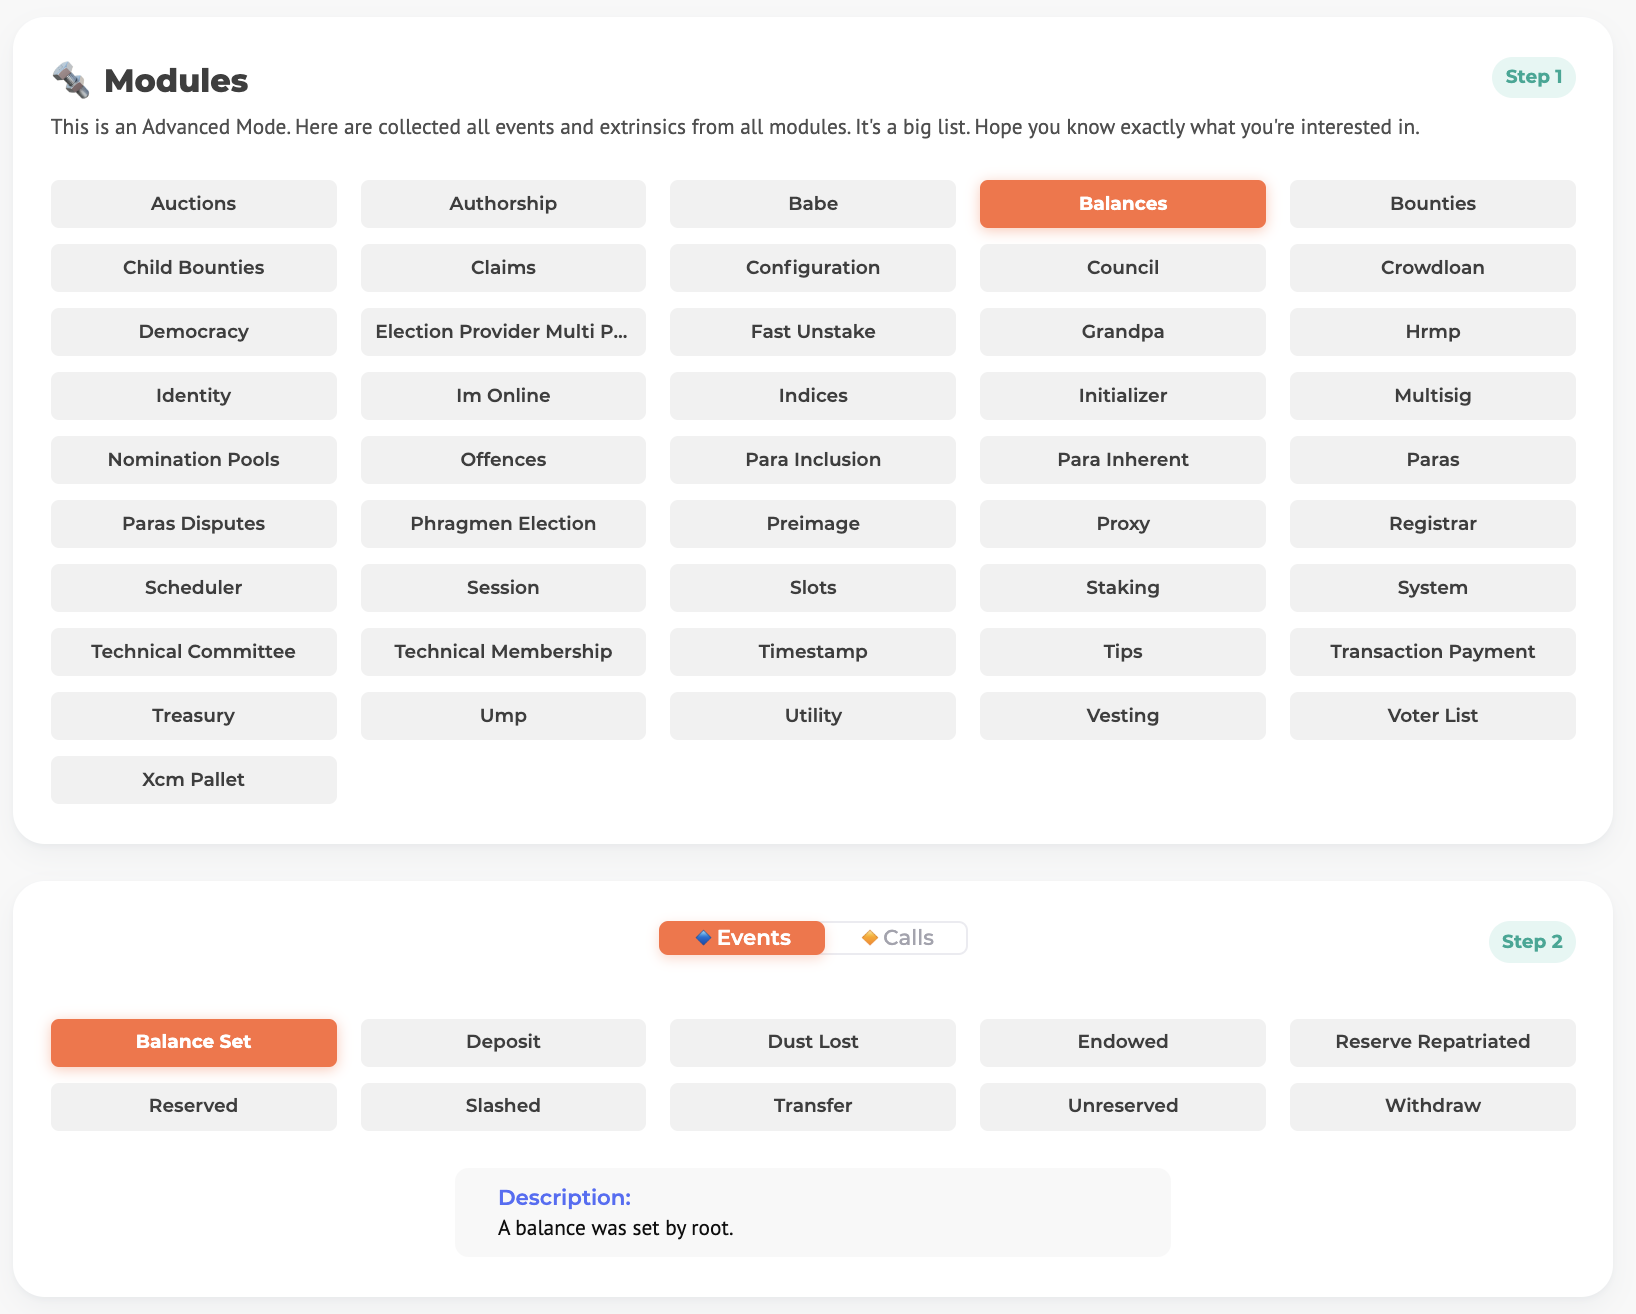 Modules
Step 1
This is an Advanced Mode. Here are collected all events and extrinsics from all modules. It's a big list. Hope you know exactly what you're interested in.
Auctions Authorship Babe Balances Bounties
Child Bounties Claims Configuration Council Crowdloan
Democracy Election Provider Multi P... Fast Unstake Grandpa Hrmp
Identity Im Online Indices Initializer Multisig
Nomination Pools Offences Para Inclusion Para Inherent Paras
Paras Disputes Phragmen Election Preimage Proxy Registrar
Scheduler Session Slots Staking System
Technical Committee Technical Membership Timestamp Tips Transaction Payment
Treasury Ump Utility Vesting Voter List
Xcm Pallet
Events Calls
Step 2
Balance Set Deposit Dust Lost Endowed Reserve Repatriated
Reserved Slashed Transfer Unreserved Withdraw
Description:
A balance was set by root.